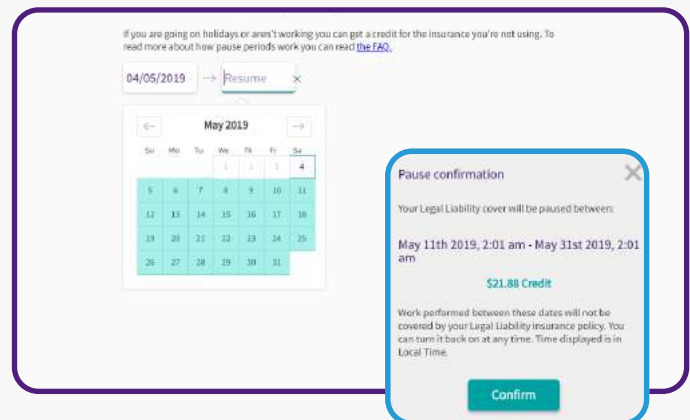 If you are going on holidays or aren't working you can get a credit for the insurance you're not using. To
read more about how pause periods work you can read the FAQ.
04/05/2019 → Resume ×
← May 2019 →
Su Mo Tu We Th Fr Sa
1 2 3 4
5 6 7 8 9 10 11
12 13 14 15 16 17 18
19 20 21 22 23 24 25
26 27 28 29 30 31
Pause confirmation
Your Legal Liability cover will be paused between:
May 11th 2019, 2:01 am - May 31st 2019, 2:01
am
$21.88 Credit
Work performed between these dates will not be
covered by your Legal Liability insurance policy. You
can turn it back on at any time. Time displayed is in
Local Time.
Confirm